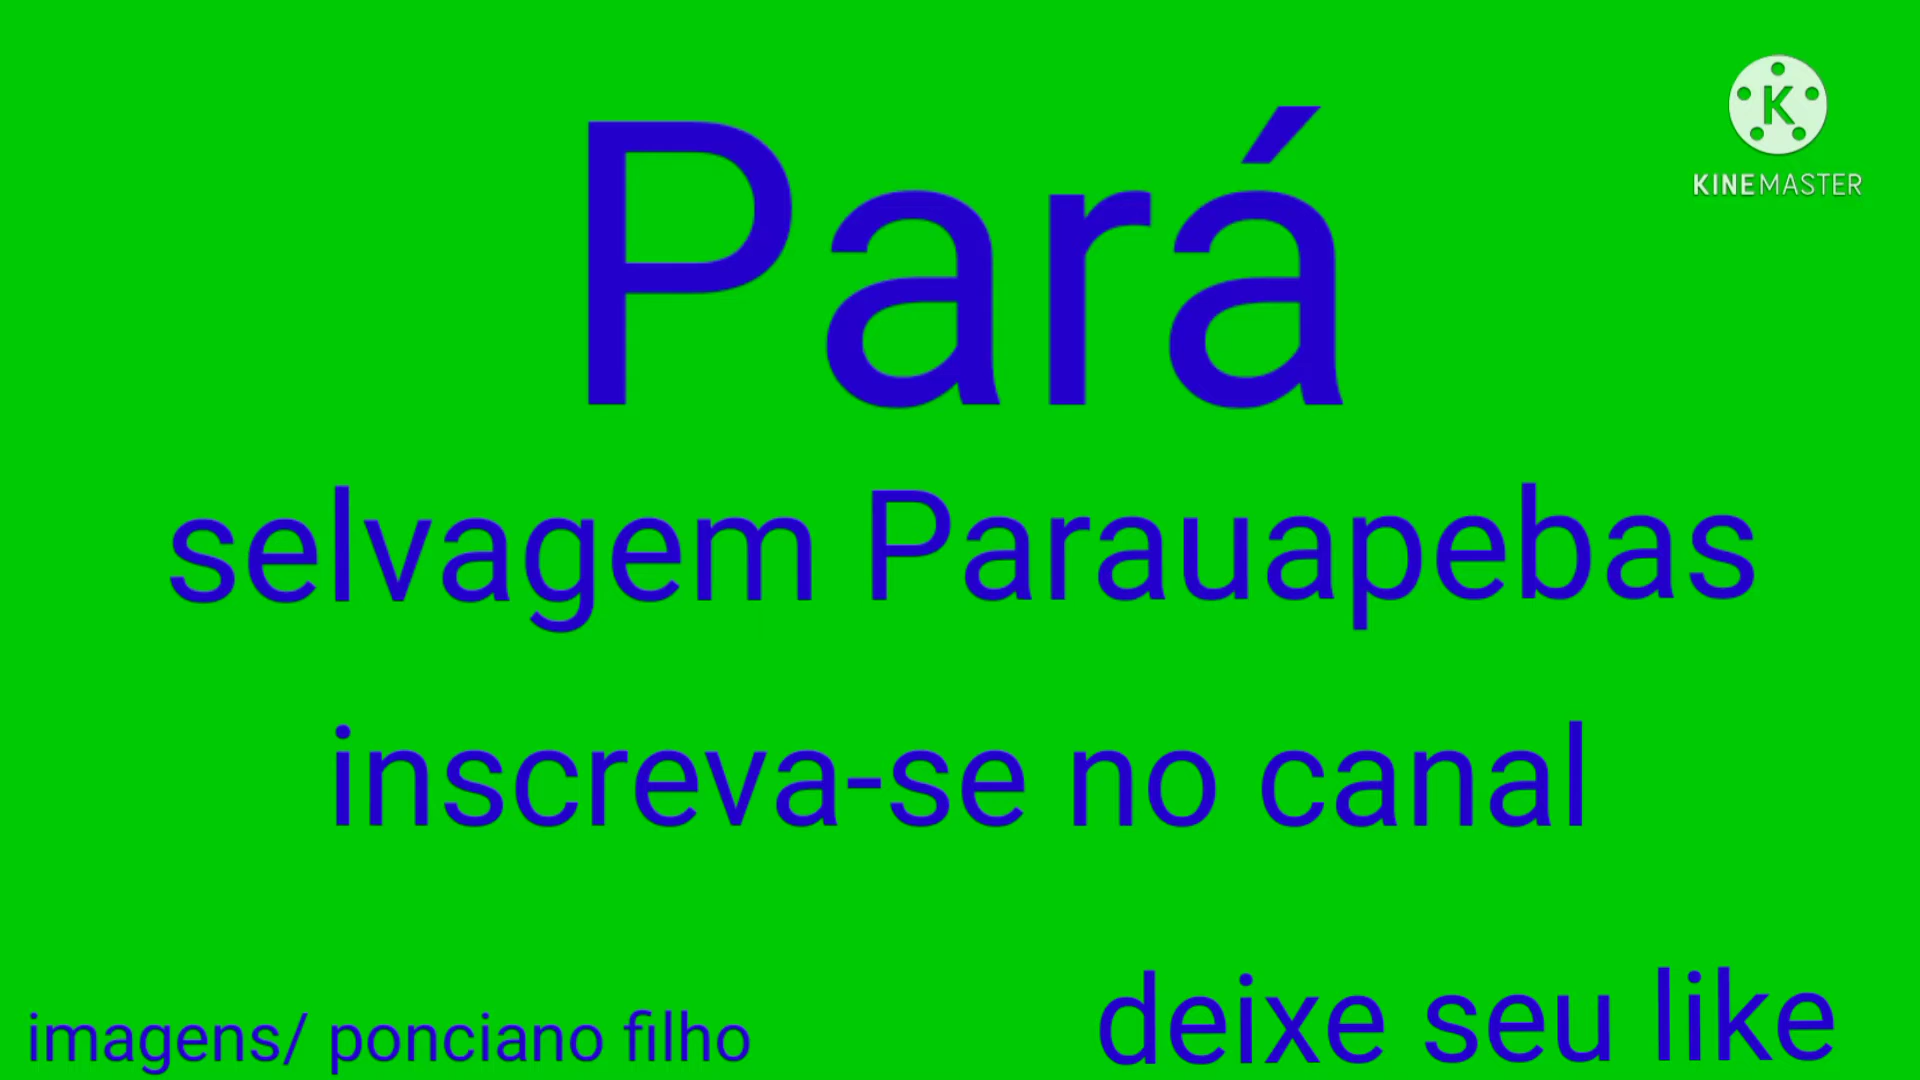 Pará
K
KINEMASTER
selvagem Parauapebas
inscreva-se no canal
deixe seu like
imagens/ ponciano filho